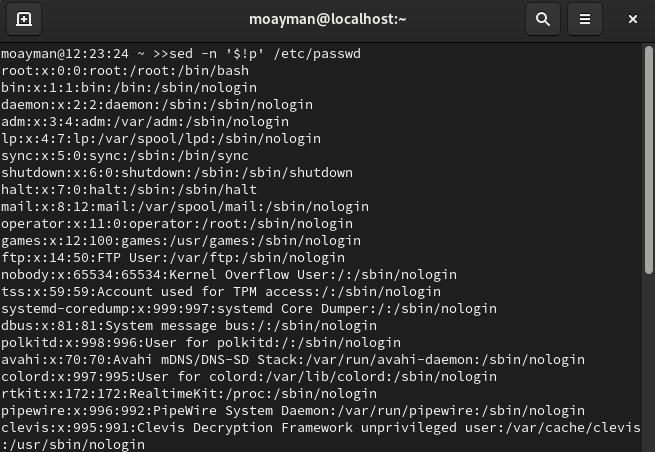 moayman@localhost:~
moayman@12:23:24 ~ >>sed -n '$!p' /etc/passwd
root:x:0:0:root:/root:/bin/bash
bin:x:1:1:bin:/bin:/sbin/nologin
daemon:x:2:2:daemon:/sbin:/sbin/nologin
adm:x:3:4:adm:/var/adm:/sbin/nologin
lp:x:4:7:lp:/var/spool/lpd:/sbin/nologin
sync:x:5:0:sync:/sbin:/bin/sync
shutdown:x:6:0:shutdown:/sbin:/sbin/shutdown
halt:x:7:0:halt:/sbin:/sbin/halt
mail:x:8:12:mail:/var/spool/mail:/sbin/nologin
operator:x:11:0:operator:/root:/sbin/nologin
games:x:12:100:games:/usr/games:/sbin/nologin
ftp:x:14:50:FTP User:/var/ftp:/sbin/nologin
nobody:x:65534:65534:Kernel Overflow User:/:/sbin/nologin
tss:x:59:59:Account used for TPM access:/:/sbin/nologin
systemd-coredump:x:999:997:systemd Core Dumper:/:/sbin/nologin
dbus:x:81:81:System message bus:/:/sbin/nologin
polkitd:x:998:996:User for polkitd:/:/sbin/nologin
avahi:x:70:70:Avahi mDNS/DNS-SD Stack:/var/run/avahi-daemon:/sbin/nologin
colord:x:997:995:User for colord:/var/lib/colord:/sbin/nologin
rtkit:x:172:172:RealtimeKit:/proc:/sbin/nologin
pipewire:x:996:992:PipeWire System Daemon:/var/run/pipewire:/sbin/nologin
clevis:x:995:991:Clevis Decryption Framework unprivileged user:/var/cache/clevis
:/usr/sbin/nologin